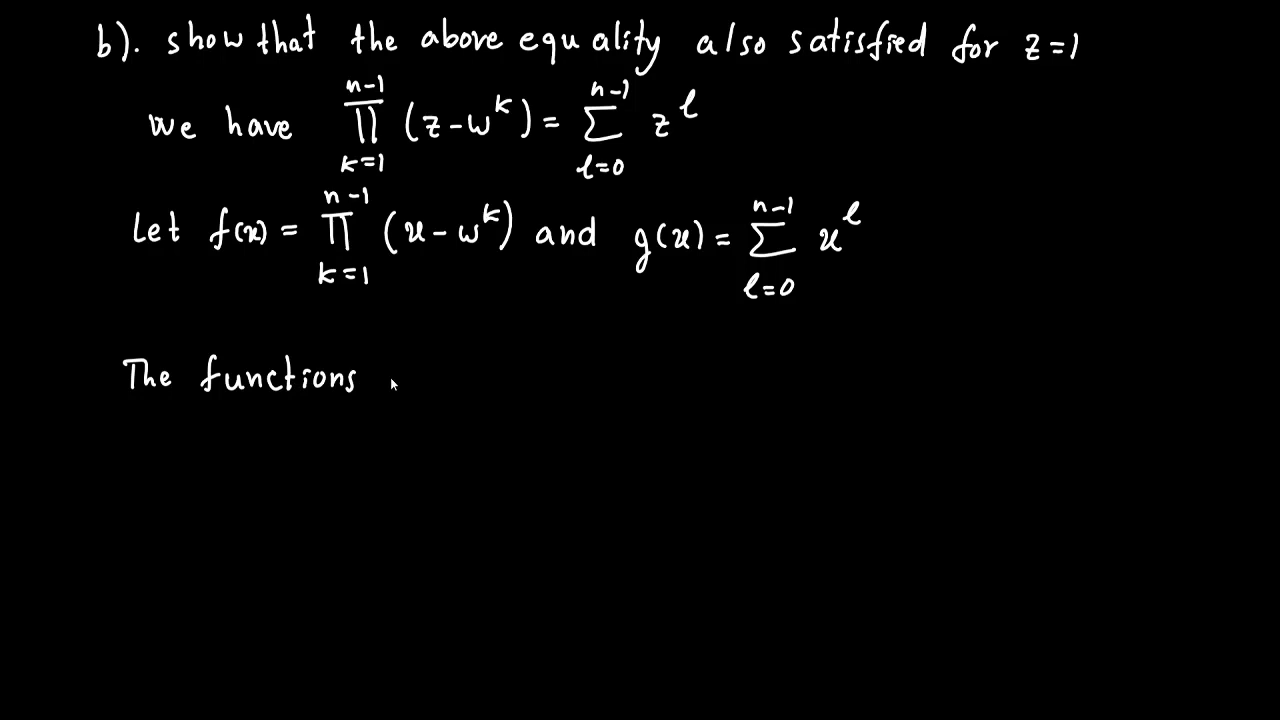 b). show that the above equality also satisfied for z=1
we have ∏_{k=1}^{n-1} (z-w^k) = ∑_{l=0}^{n-1} z^l
Let f(x) = ∏_{k=1}^{n-1} (x-w^k) and g(x) = ∑_{l=0}^{n-1} x^l
The functions